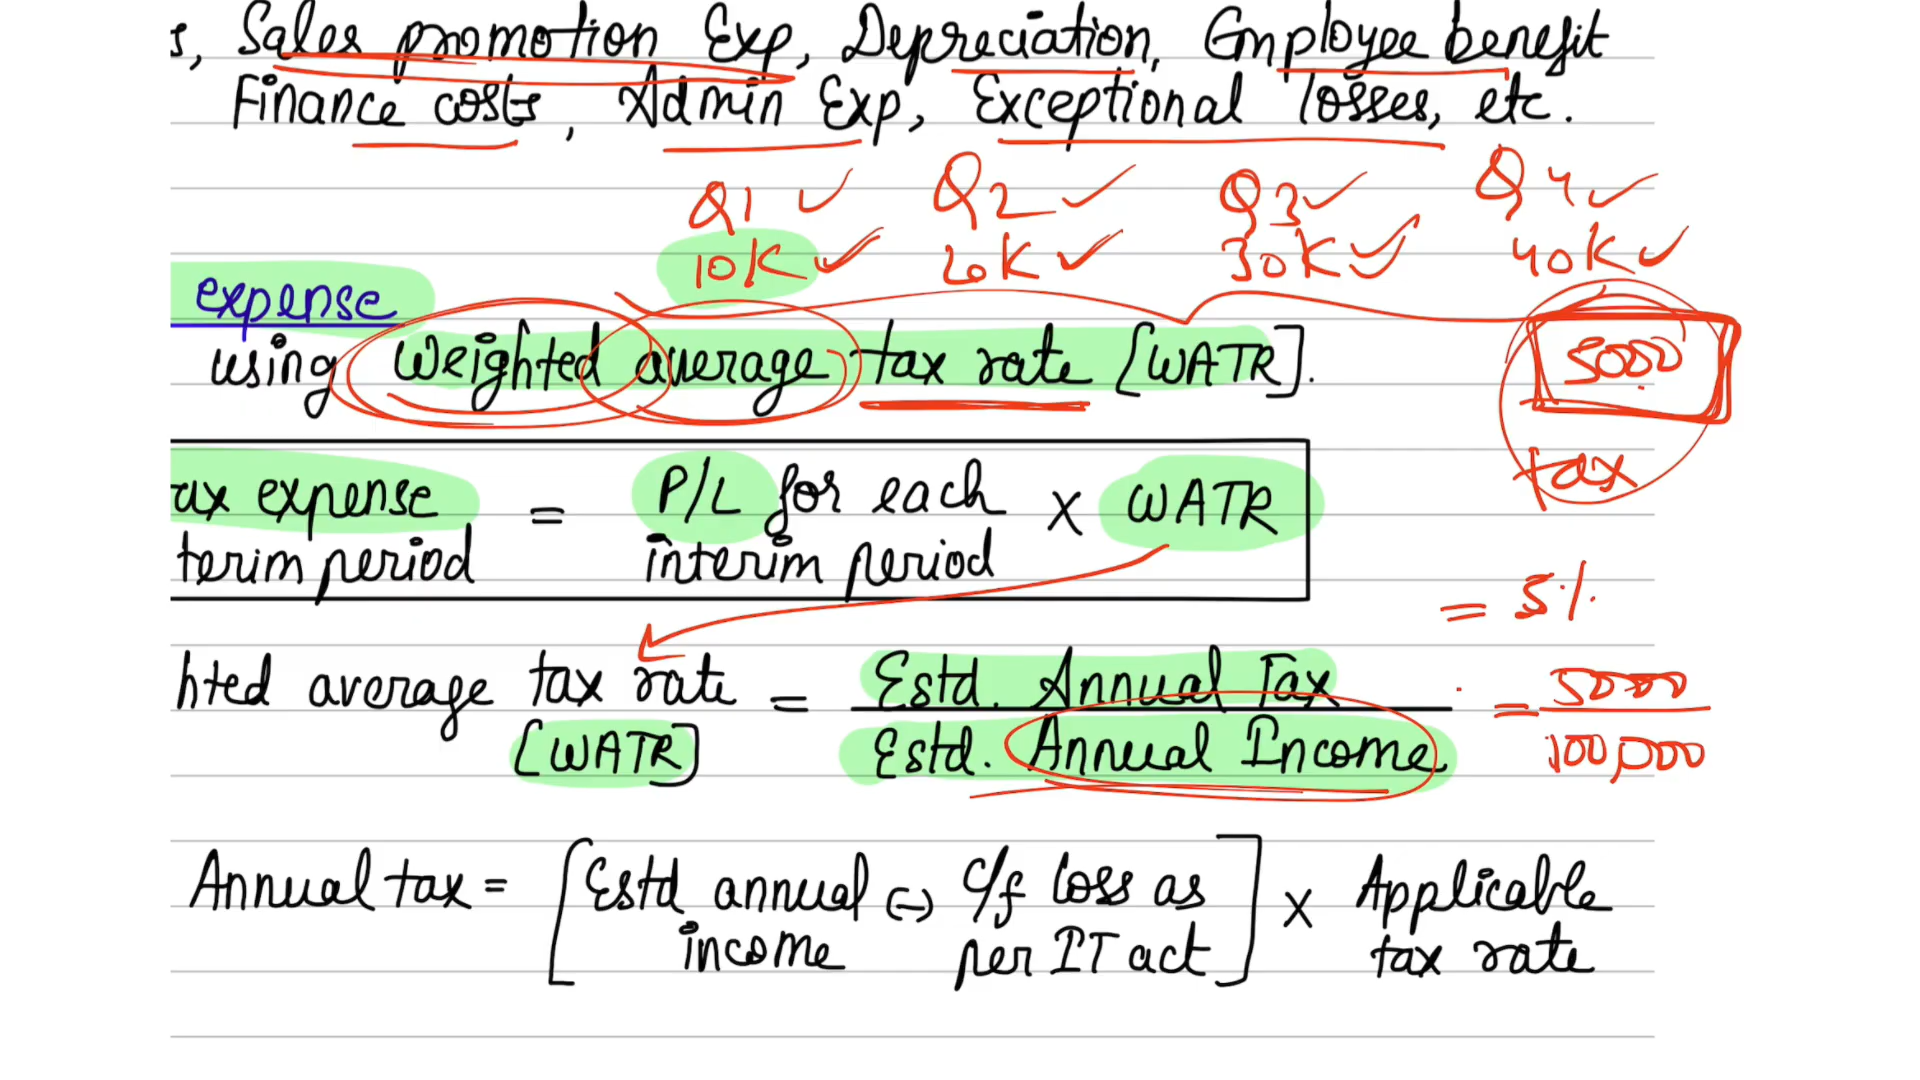 s, Sales promotion Exp, Depreciation, Employee benefit
Finance costs, Admin Exp, Exceptional losses, etc.
Q1 ✓ Q2 ✓ Q3 ✓ Q4 ✓
10K ✓ 20K ✓ 30K ✓ 40K ✓
expense
using Weighted average tax rate [WATR].
5000
tax
ax expense = P/L for each × WATR
terim period interim period
= 5%
hted average tax rate = Estd. Annual Tax = 5000
[WATR] Estd. Annual Income 100,000
Annual tax = [Estd annual (-) c/f loss as] × Applicable
income per IT act tax rate